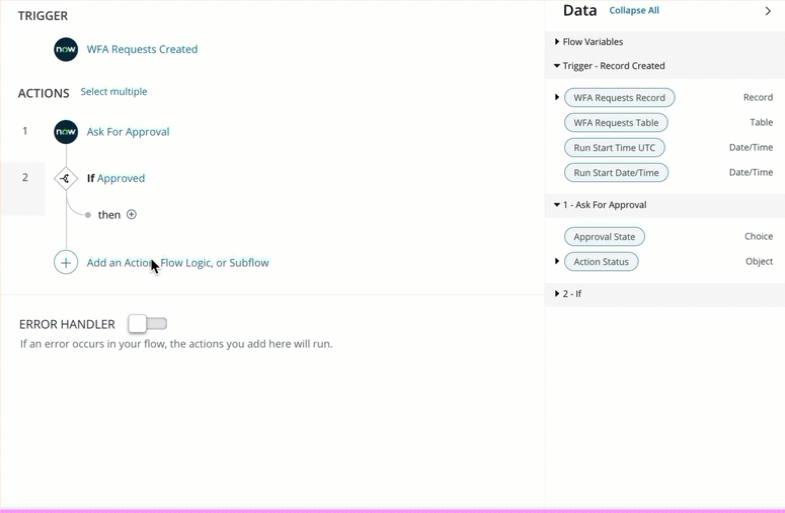 TRIGGER
now WFA Requests Created
ACTIONS Select multiple
1 now Ask For Approval
2 If Approved
then
Add an Action, Flow Logic, or Subflow
ERROR HANDLER
If an error occurs in your flow, the actions you add here will run.
Data Collapse All
Flow Variables
Trigger - Record Created
WFA Requests Record Record
WFA Requests Table Table
Run Start Time UTC Date/Time
Run Start Date/Time Date/Time
1 - Ask For Approval
Approval State Choice
Action Status Object
2 - If